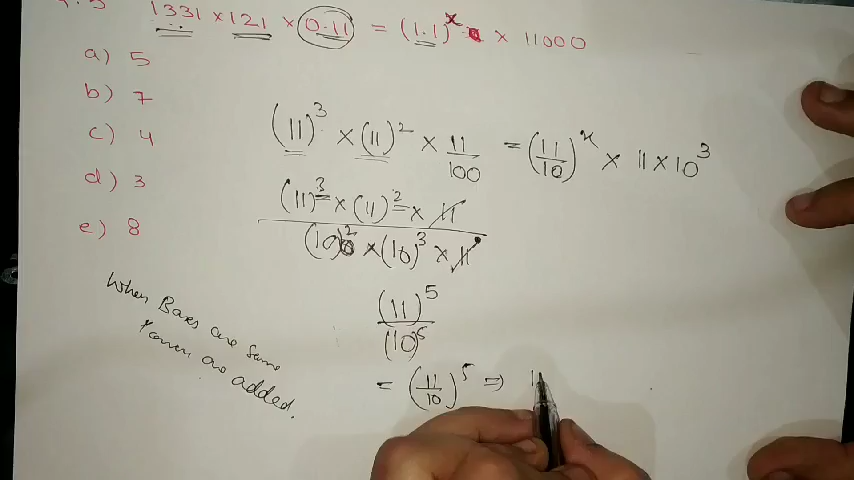 1331 × 121 × 0.11 = (1.1)^x × 11000
a) 5
b) 7
c) 4
d) 3
e) 8
(11)^3 × (11)^2 × 11/100 = (11/10)^x × 11 × 10^3
(11)^3 × (11)^2 × 11
(10)^2 × (10)^3 × 11
(11)^5
(10)^5
= (11/10)^5 ⇒ 1
When Bases are same
are added.